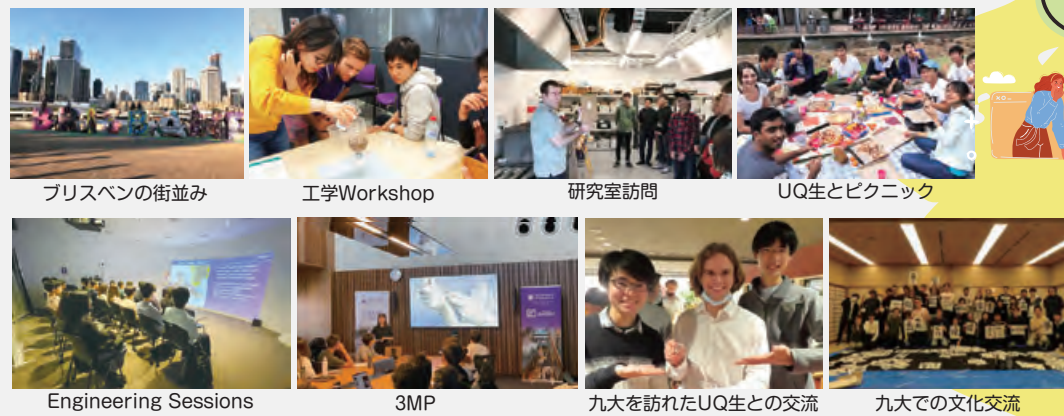 ブリスベンの街並み
工学Workshop
研究室訪問
UQ生とピクニック
Engineering Sessions
3MP
九大を訪れたUQ生との交流
九大での文化交流